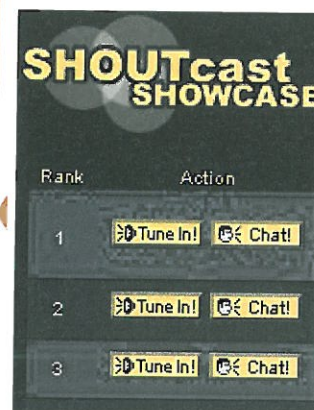 SHOUTcast
SHOWCASE
Rank Action
1 Tune In! Chat!
2 Tune In! Chat!
3 Tune In! Chat!